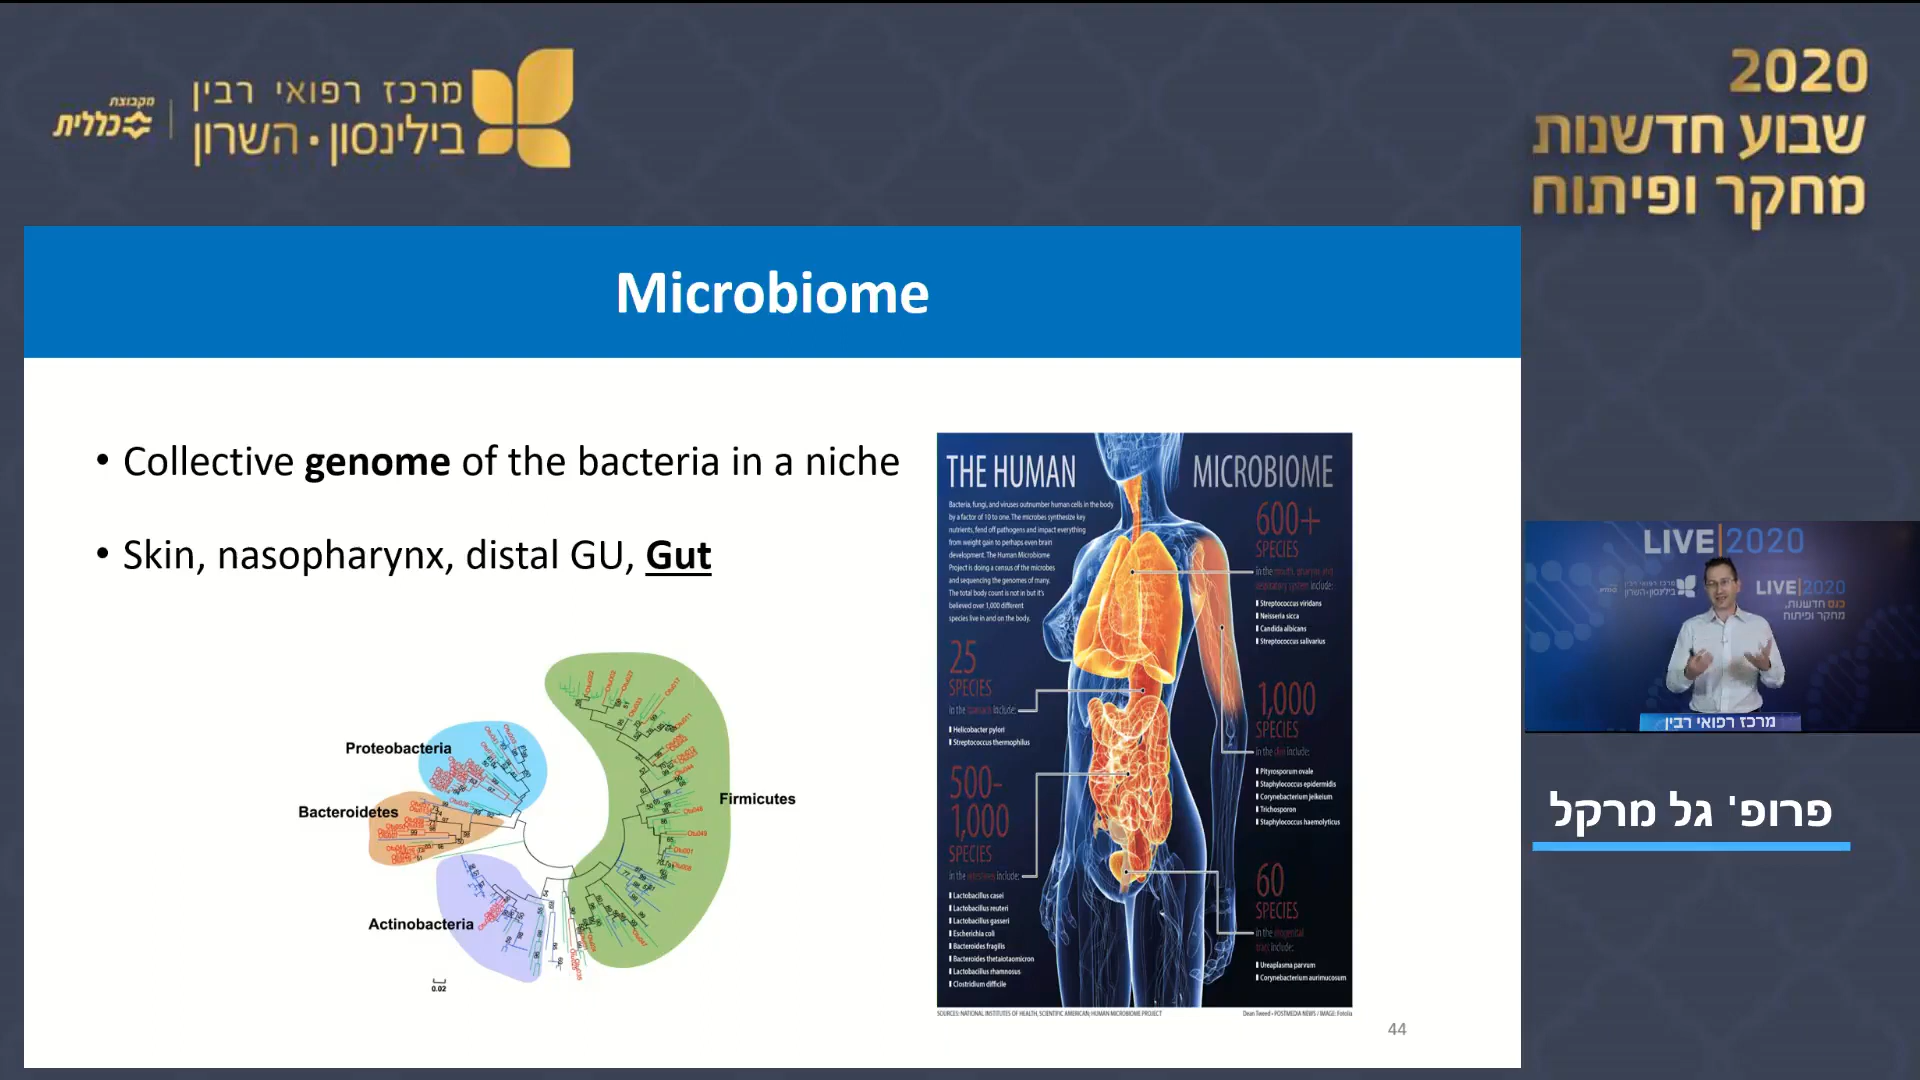 מקבוצת
כללית
מרכז רפואי רבין
בילינסון • השרון
2020
שבוע חדשנות
מחקר ופיתוח
Microbiome
• Collective genome of the bacteria in a niche
• Skin, nasopharynx, distal GU, Gut
Proteobacteria
Bacteroidetes
Firmicutes
Actinobacteria
0.02
THE HUMAN MICROBIOME
Bacteria, fungi, and viruses outnumber human cells in the body
by a factor of 10 to one. The microbes synthesize key
nutrients, fend off pathogens and impact everything
from weight gain to perhaps even brain
development. The Human Microbiome
Project is doing a census of the microbes
and sequencing the genomes of many.
The total body count is not in but it's
believed over 1,000 different
species live in and on the body.
600+
SPECIES
in the mouth, pharynx and
respiratory system include:
Streptococcus viridans
Neisseria sicca
Candida albicans
Streptococcus salivarius
25
SPECIES
in the stomach include:
Helicobacter pylori
Streptococcus thermophilus
1,000
SPECIES
in the skin include:
Pityrosporum ovale
Staphylococcus epidermidis
Corynebacterium jeikeium
Trichosporon
Staphylococcus haemolyticus
500-
1,000
SPECIES
in the intestines include:
Lactobacillus casei
Lactobacillus reuteri
Lactobacillus gasseri
Escherichia coli
Bacteroides fragilis
Bacteroides thetaiotaomicron
Lactobacillus rhamnosus
Clostridium difficile
60
SPECIES
in the urogenital
tract include:
Ureaplasma parvum
Corynebacterium aurimucosum
SOURCES: NATIONAL INSTITUTES OF HEALTH, SCIENTIFIC AMERICAN; HUMAN MICROBIOME PROJECT
Dean Tweed • POSTMEDIA NEWS / IMAGE: Fotolia
44
LIVE|2020
מרכז רפואי רבין
בילינסון • השרון
LIVE|2020
כנס חדשנות,
מחקר ופיתוח
מרכז רפואי רבין
פרופ' גל מרקל